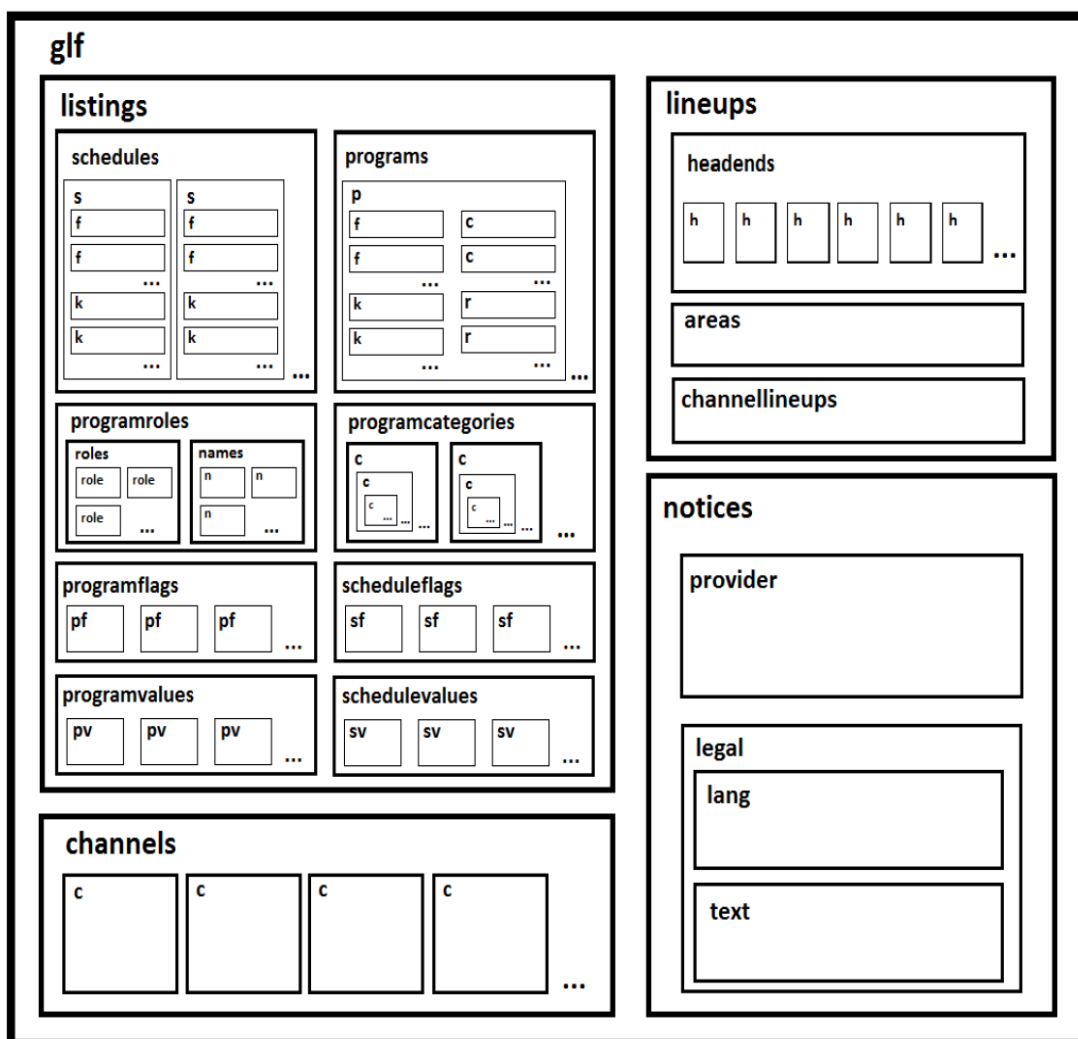 glf
listings
schedules
s
f
f
...
k
k
...
s
f
f
...
k
k
...
...
programs
p
f
f
...
k
k
...
c
c
...
r
r
...
...
programroles
roles
role role
role ...
names
n n
n ...
programcategories
c
c
c
... ... ...
c
c
c
... ... ...
...
programflags
pf pf pf ...
scheduleflags
sf sf sf ...
programvalues
pv pv pv ...
schedulevalues
sv sv sv ...
channels
c c c c ...
lineups
headends
h h h h h h ...
areas
channellineups
notices
provider
legal
lang
text